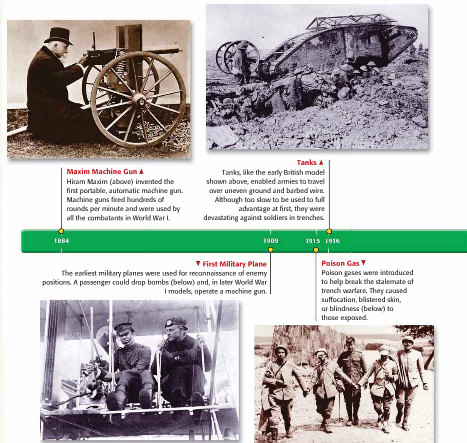 Maxim Machine Gun ▲
Hiram Maxim (above) invented the
first portable, automatic machine gun.
Machine guns fired hundreds of
rounds per minute and were used by
all the combatants in World War I.
Tanks ▲
Tanks, like the early British model
shown above, enabled armies to travel
over uneven ground and barbed wire.
Although too slow to be used to full
advantage at first, they were
devastating against soldiers in trenches.
1884
1909
1915
1916
▼ First Military Plane
The earliest military planes were used for reconnaissance of enemy
positions. A passenger could drop bombs (below) and, in later World War
I models, operate a machine gun.
Poison Gas ▼
Poison gases were introduced
to help break the stalemate of
trench warfare. They caused
suffocation, blistered skin,
or blindness (below) to
those exposed.